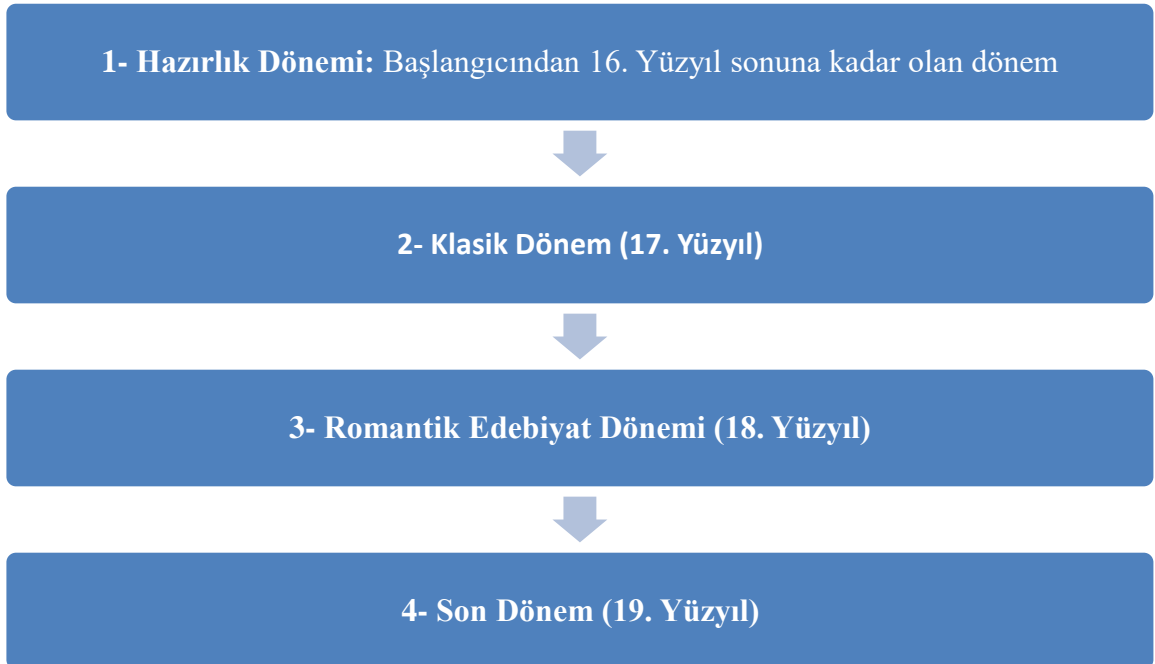 1- Hazırlık Dönemi: Başlangıcından 16. Yüzyıl sonuna kadar olan dönem
2- Klasik Dönem (17. Yüzyıl)
3- Romantik Edebiyat Dönemi (18. Yüzyıl)
4- Son Dönem (19. Yüzyıl)